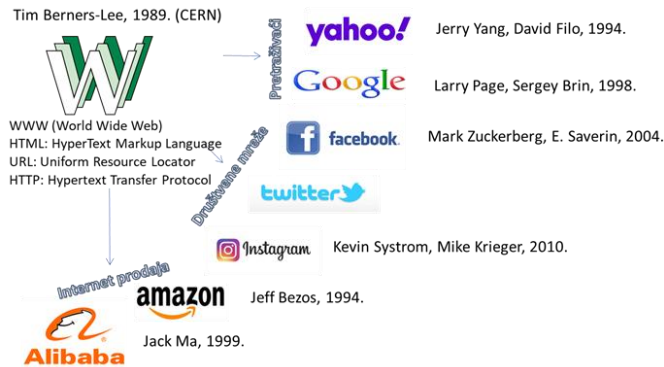 Tim Berners-Lee, 1989. (CERN)
WWW
WWW (World Wide Web)
HTML: HyperText Markup Language
URL: Uniform Resource Locator
HTTP: Hypertext Transfer Protocol
Pretraživači
yahoo!
Jerry Yang, David Filo, 1994.
Google
Larry Page, Sergey Brin, 1998.
Društvene mreže
facebook
Mark Zuckerberg, E. Saverin, 2004.
twitter
Instagram
Kevin Systrom, Mike Krieger, 2010.
Internet prodaja
amazon
Jeff Bezos, 1994.
Alibaba
Jack Ma, 1999.